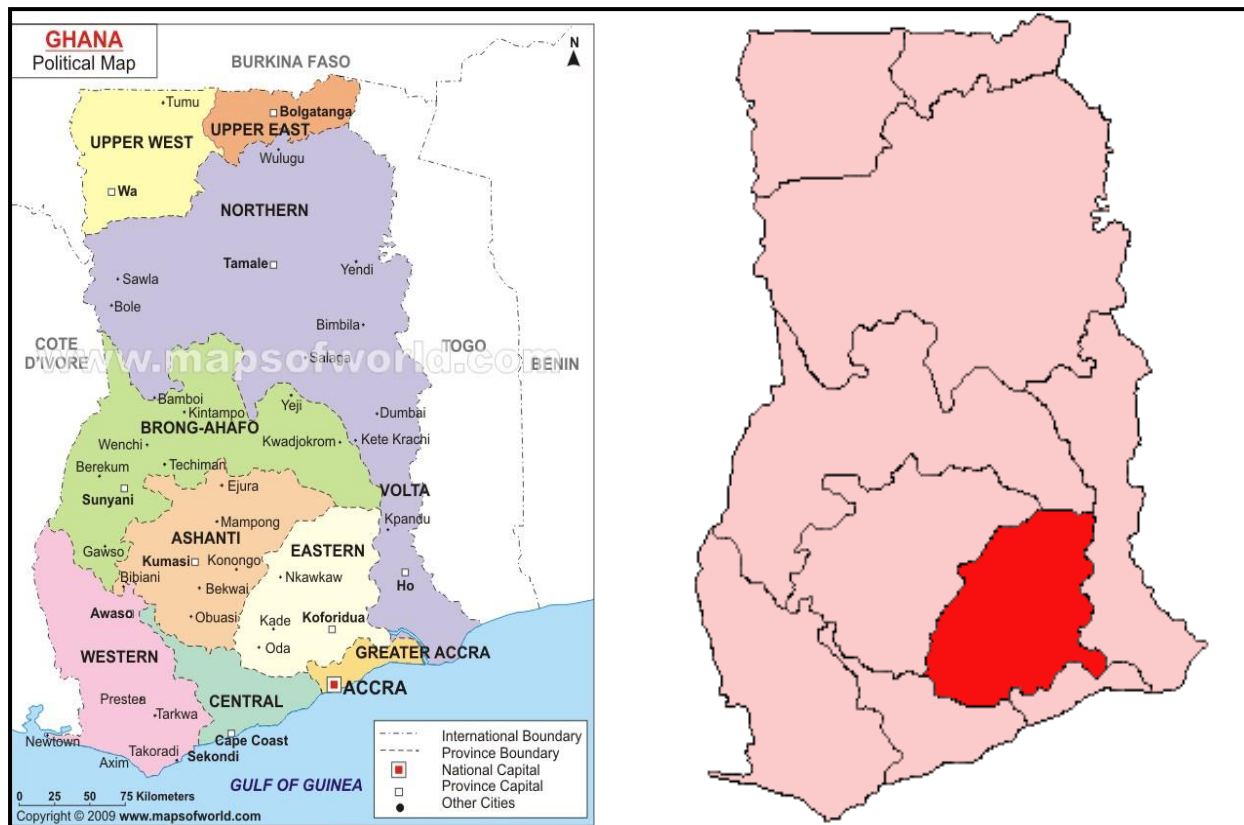 GHANA
Political Map
N
BURKINA FASO
Tumu
Bolgatanga
UPPER EAST
UPPER WEST
Wulugu
Wa
NORTHERN
Tamale
Yendi
Sawla
Bole
Bimbila
COTE
D'IVORE
TOGO
www.mapsofworld.com
Salaga
BENIN
Bamboi
Yeji
Kintampo
Dumbai
BRONG-AHAFO
Wenchi
Kwadjokrom
Kete Krachi
Berekum
Techiman
Sunyani
Ejura
VOLTA
Mampong
Kpandu
ASHANTI
EASTERN
Gawso
Kumasi
Konongo
Bibiani
Nkawkaw
Ho
Bekwai
Awaso
Obuasi
Kade
Koforidua
Oda
WESTERN
GREATER ACCRA
Prestea
CENTRAL
ACCRA
Tarkwa
Newtown
Takoradi
Cape Coast
Axim
Sekondi
GULF OF GUINEA
International Boundary
Province Boundary
National Capital
Province Capital
Other Cities
0 25 50 75 Kilometers
Copyright © 2009 www.mapsofworld.com